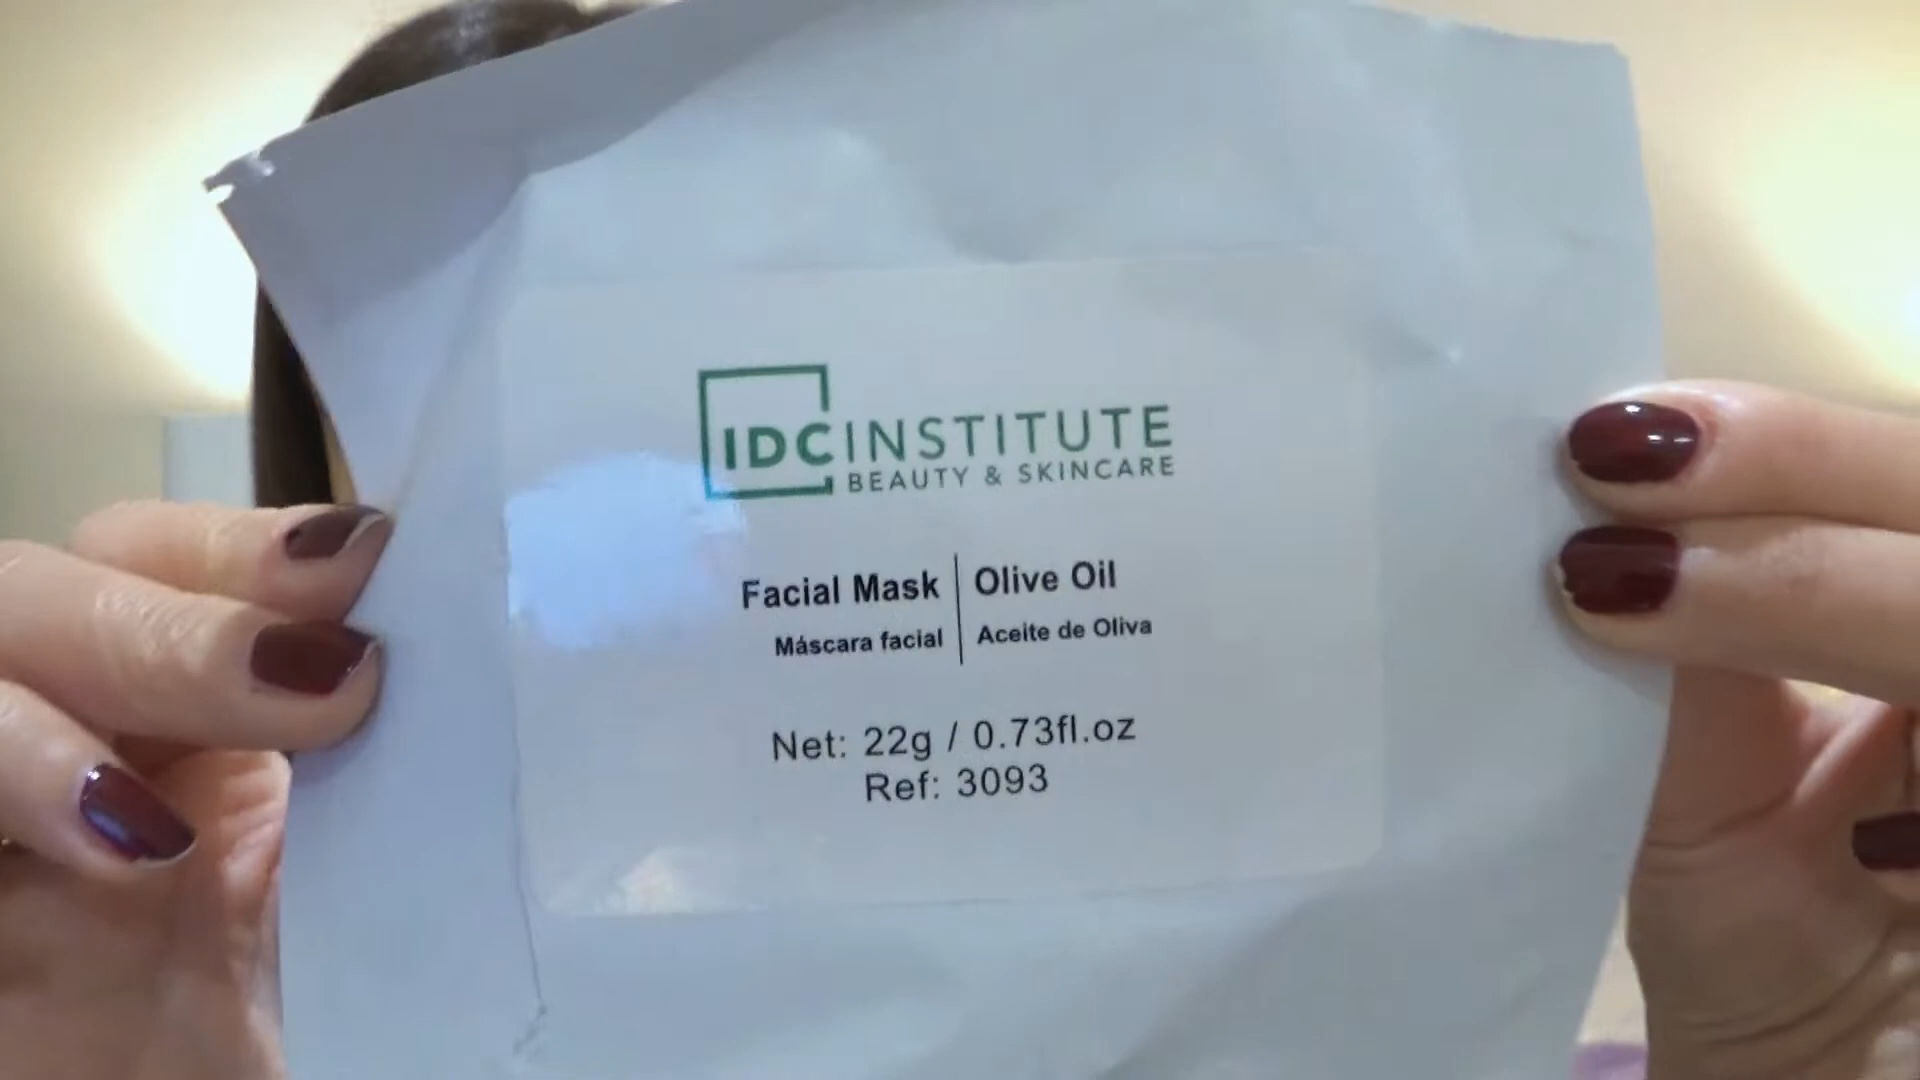 IDC INSTITUTE
BEAUTY & SKINCARE
Facial Mask | Olive Oil
Máscara facial | Aceite de Oliva
Net: 22g / 0.73fl.oz
Ref: 3093